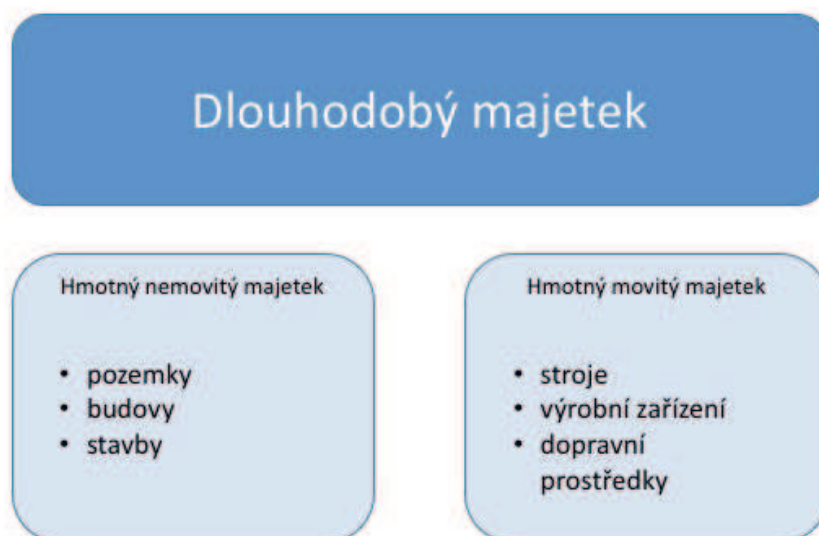 Dlouhodobý majetek
Hmotný nemovitý majetek
• pozemky
• budovy
• stavby
Hmotný movitý majetek
• stroje
• výrobní zařízení
• dopravní
prostředky